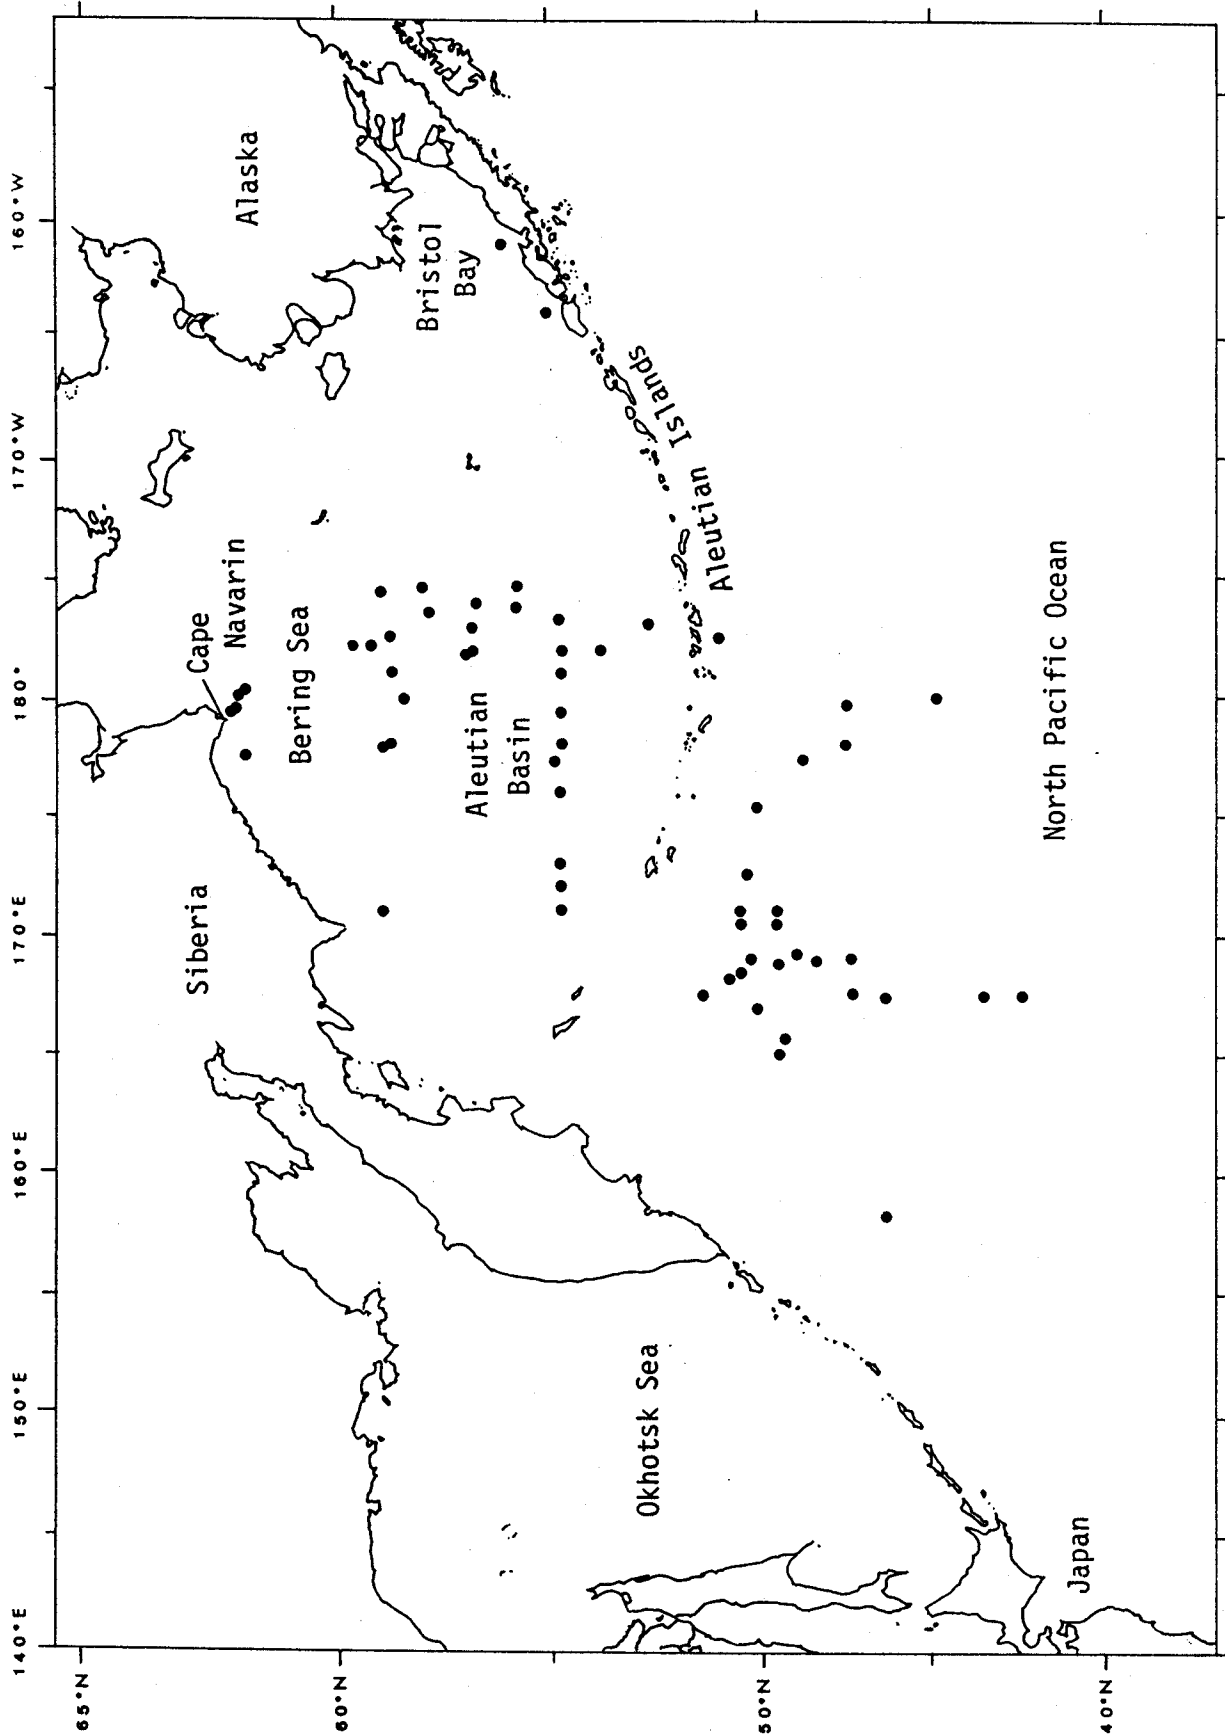 140°E
150°E
160°E
170°E
180°
170°W
160°W
65°N
60°N
50°N
40°N
Siberia
Cape
Navarin
Alaska
Bering Sea
Bristol
Bay
Aleutian
Basin
Aleutian Islands
Okhotsk Sea
North Pacific Ocean
Japan